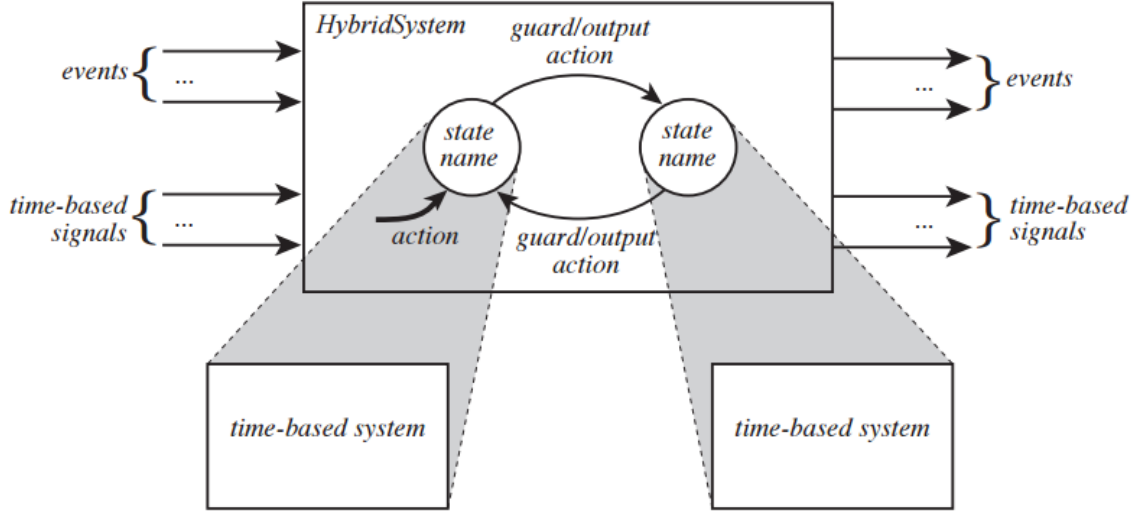 HybridSystem
guard/output
action
events
...
events
...
state
name
state
name
time-based
signals
...
action
guard/output
action
time-based
signals
...
time-based system
time-based system